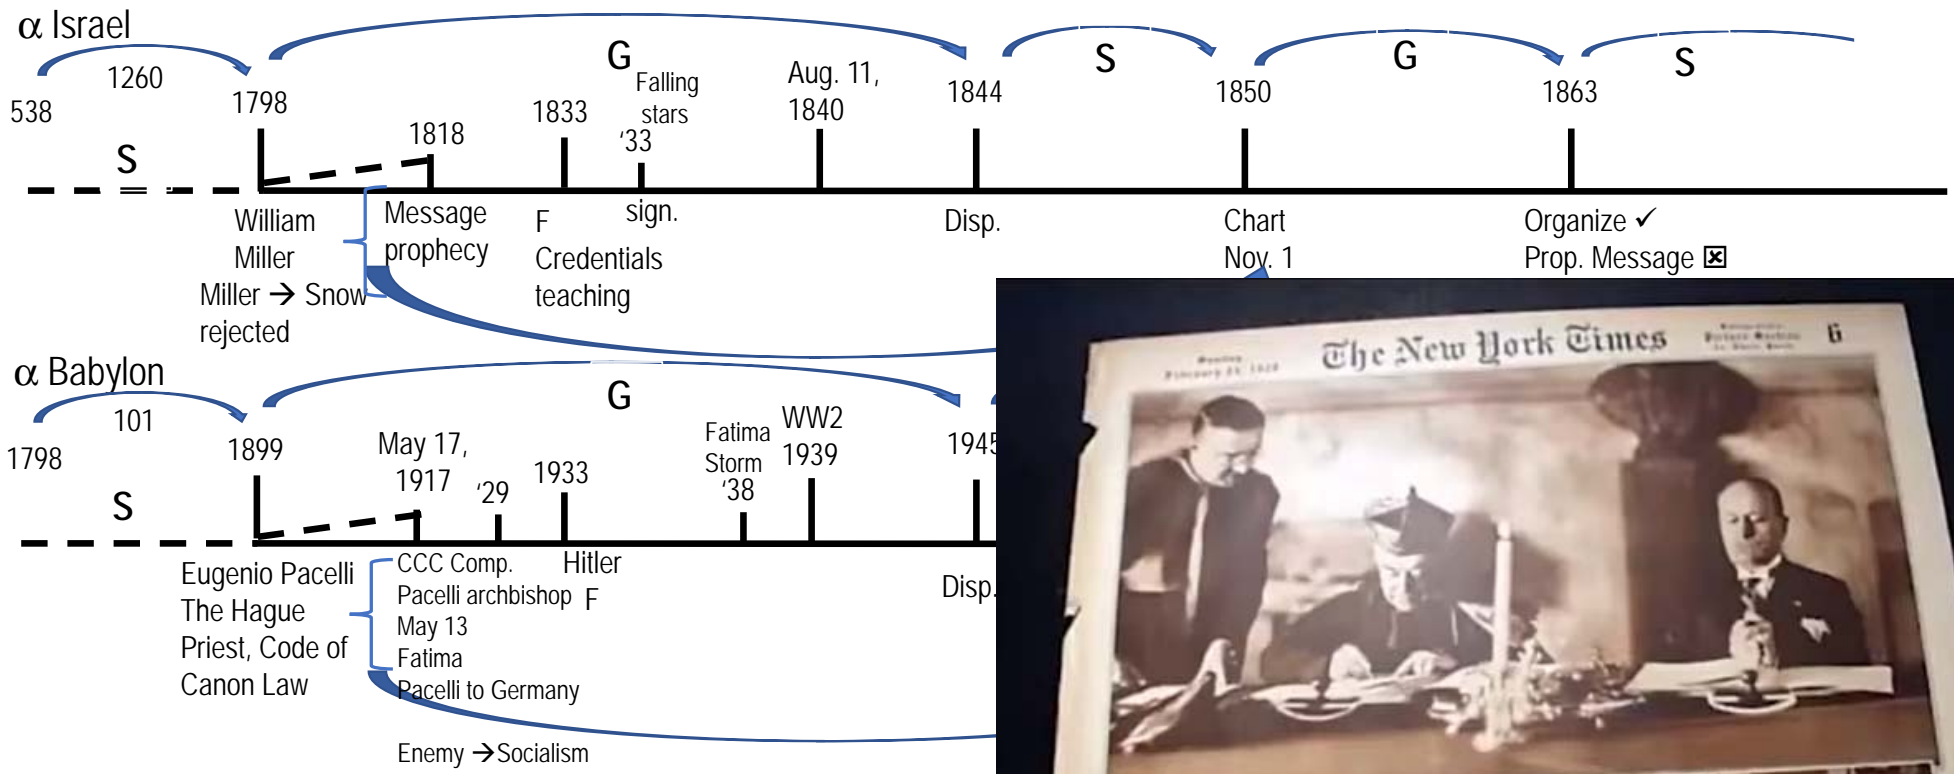 α Israel
1260
538
1798
S
G
1818
1833
Falling
stars
‘33
Aug. 11,
1840
1844
S
1850
G
1863
S
William
Miller
Miller → Snow
rejected
Message
prophecy
F
Credentials
teaching
sign.
Disp.
Chart
Nov. 1
Organize ✓
Prop. Message ☒
α Babylon
101
1798
1899
S
G
May 17,
1917
‘29
1933
Fatima
Storm
‘38
WW2
1939
1945
Eugenio Pacelli
The Hague
Priest, Code of
Canon Law
CCC Comp.
Pacelli archbishop
May 13
Fatima
Pacelli to Germany
Hitler
F
Disp.
Enemy → Socialism
The New York Times
6